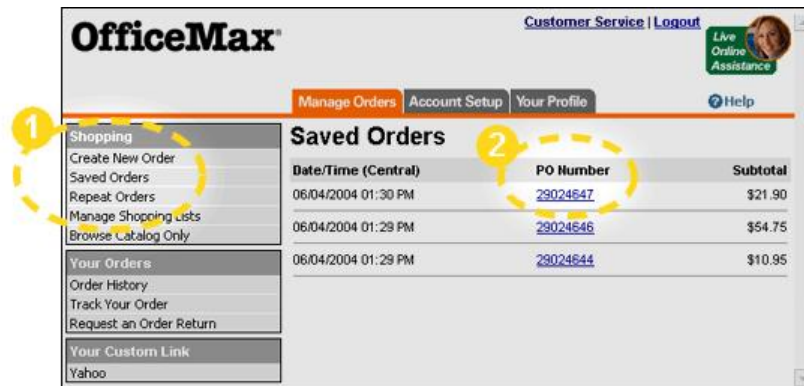 OfficeMax
Customer Service | Logout
Live
Online
Assistance
Manage Orders Account Setup Your Profile
?Help
1
Shopping
Create New Order
Saved Orders
Repeat Orders
Manage Shopping Lists
Browse Catalog Only
Your Orders
Order History
Track Your Order
Request an Order Return
Your Custom Link
Yahoo
Saved Orders
2
Date/Time (Central) PO Number Subtotal
06/04/2004 01:30 PM 29024647 $21.90
06/04/2004 01:29 PM 29024646 $54.75
06/04/2004 01:29 PM 29024644 $10.95